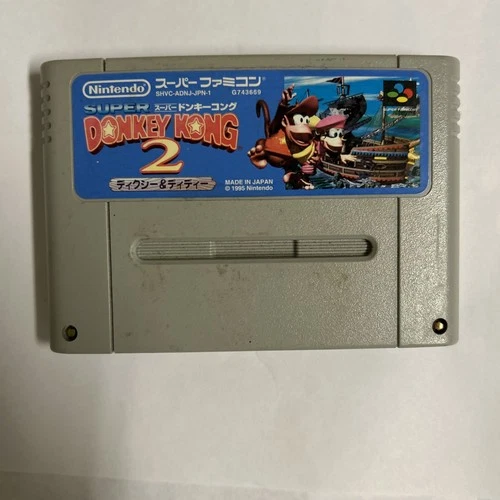 Nintendo スーパーファミコン
SHVC-ADNJ-JPN-1 G743669
SUPER スーパードンキーコング
DONKEY KONG
2
ディクシー&ディディー
MADE IN JAPAN
© 1995 Nintendo